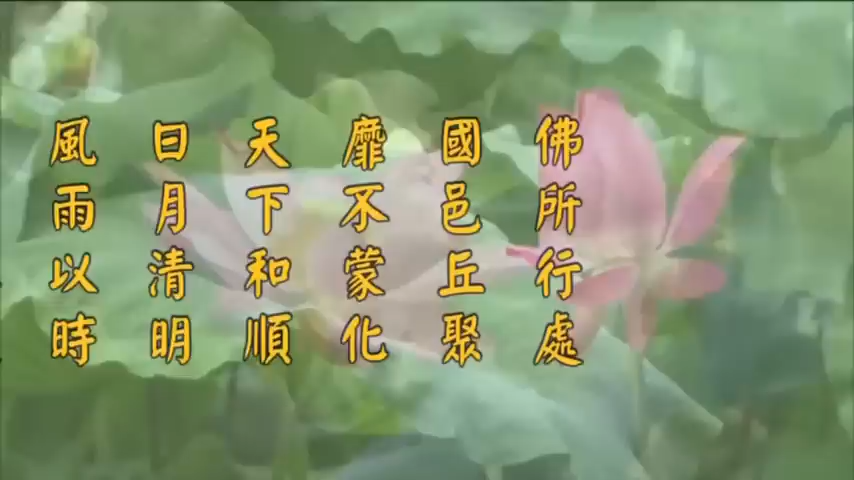 佛所行處
國邑丘聚
靡不蒙化
天下和順
日月清明
風雨以時